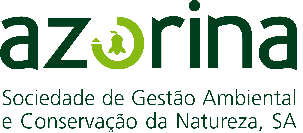 azorina
Sociedade de Gestão Ambiental
e Conservação da Natureza, SA